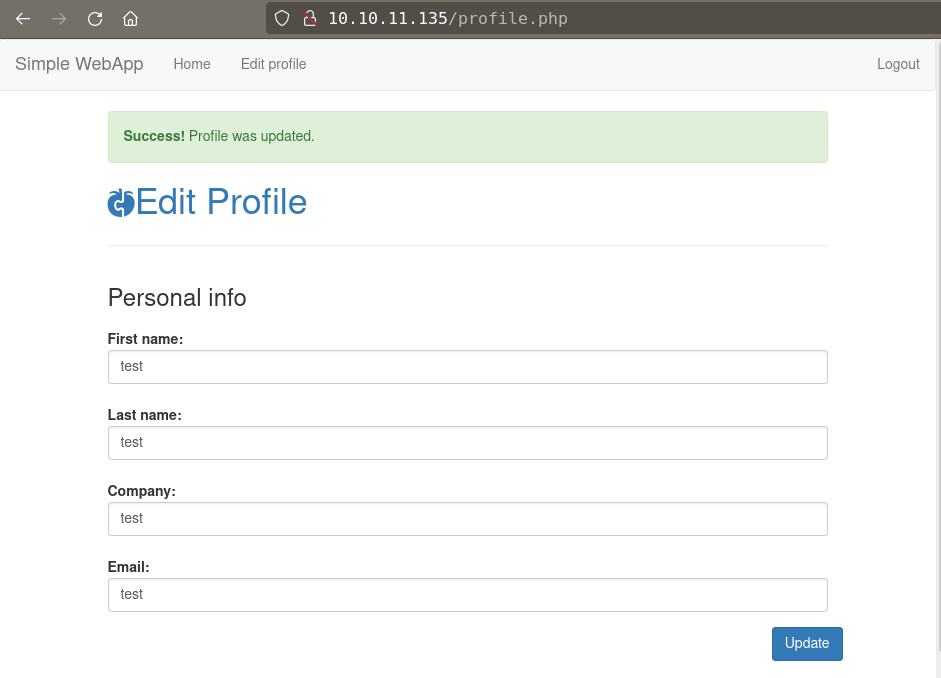 10.10.11.135/profile.php
Simple WebApp Home Edit profile Logout
Success! Profile was updated.
Edit Profile
Personal info
First name:
test
Last name:
test
Company:
test
Email:
test
Update